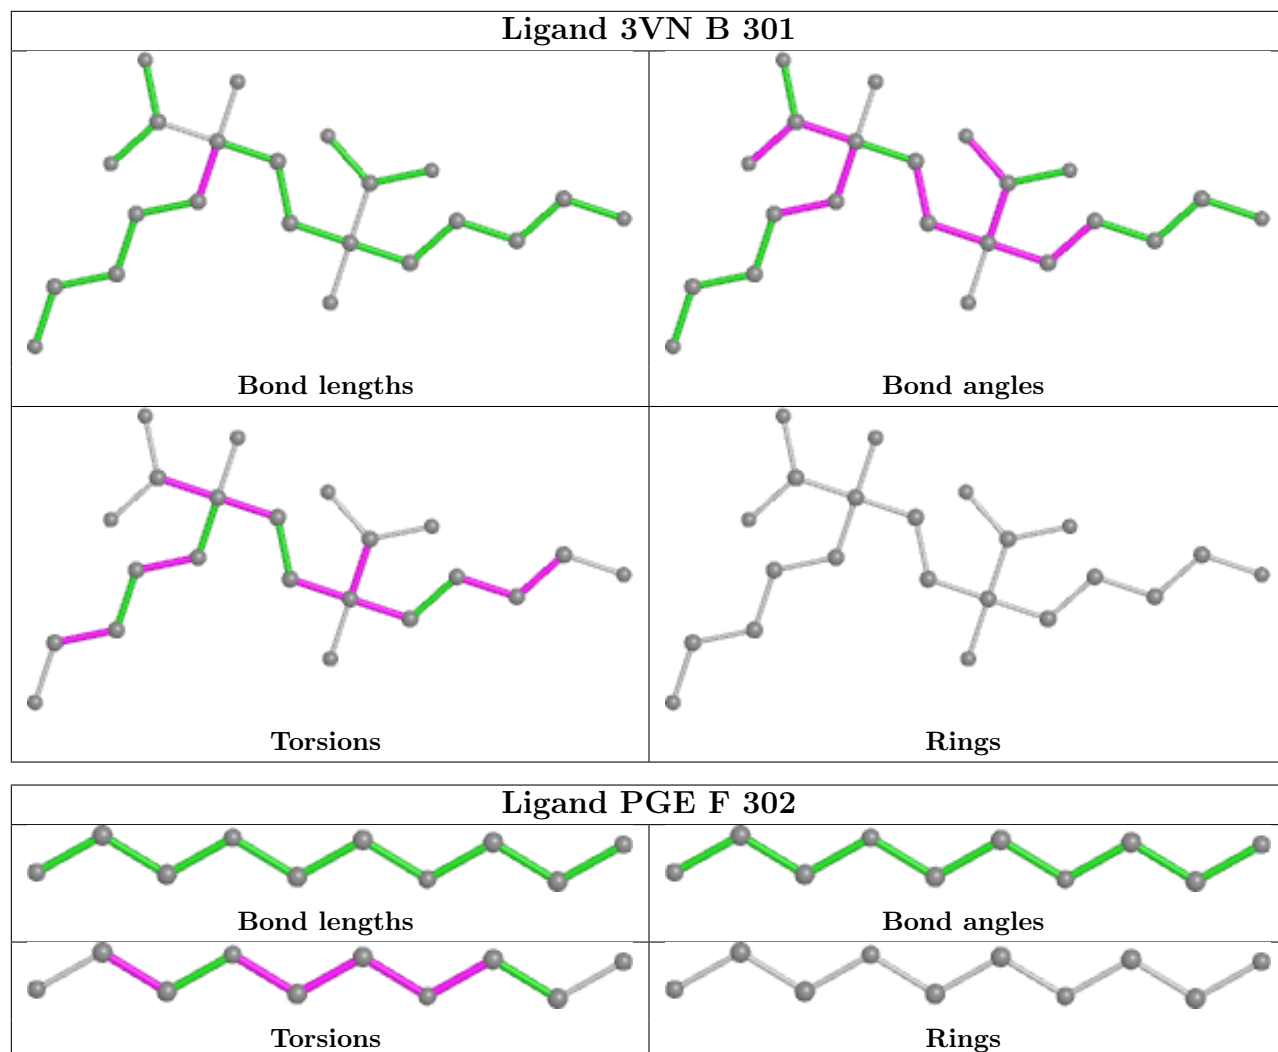 Ligand 3VN B 301
Bond lengths
Bond angles
Torsions
Rings
Ligand PGE F 302
Bond lengths
Bond angles
Torsions
Rings